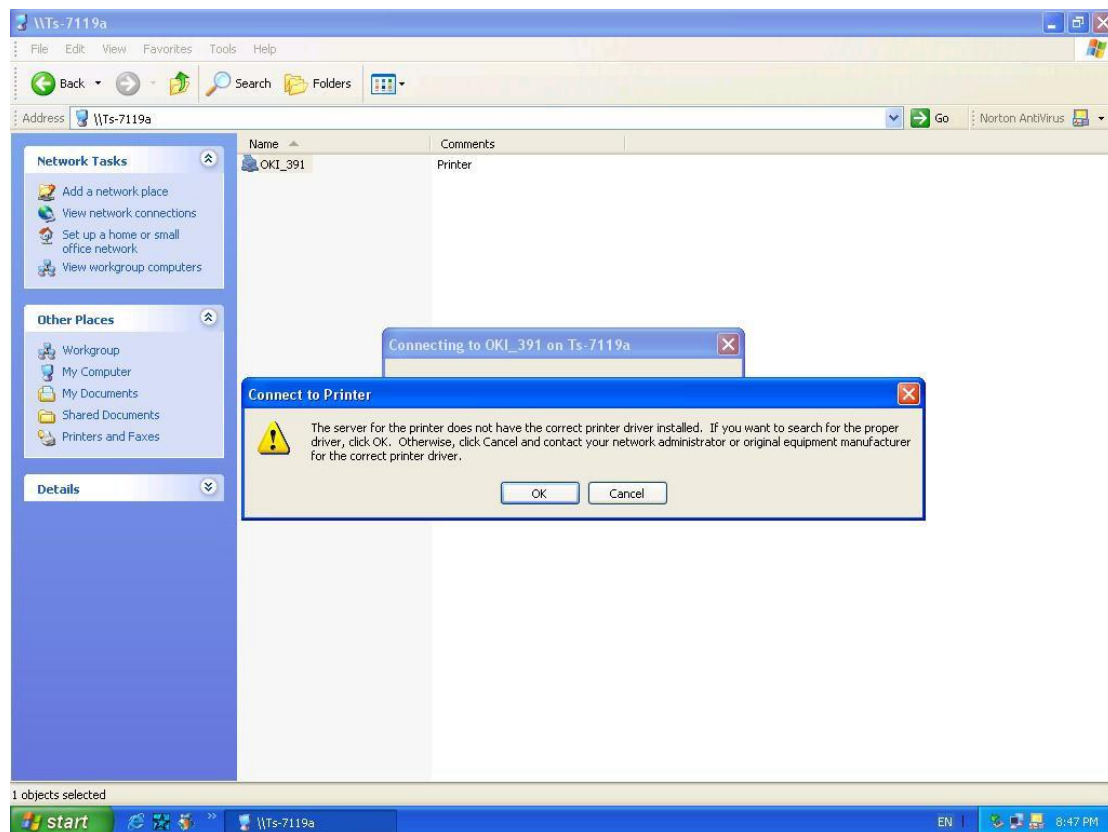 \\Ts-7119a
File Edit View Favorites Tools Help
Back Search Folders
Address \\Ts-7119a Go Norton AntiVirus
Name Comments
Network Tasks
OKI_391 Printer
Add a network place
View network connections
Set up a home or small
office network
View workgroup computers
Other Places
Workgroup
My Computer
My Documents
Shared Documents
Printers and Faxes
Details
Connecting to OKI_391 on Ts-7119a
Connect to Printer
The server for the printer does not have the correct printer driver installed. If you want to search for the proper
driver, click OK. Otherwise, click Cancel and contact your network administrator or original equipment manufacturer
for the correct printer driver.
OK Cancel
1 objects selected
start \\Ts-7119a EN 8:47 PM